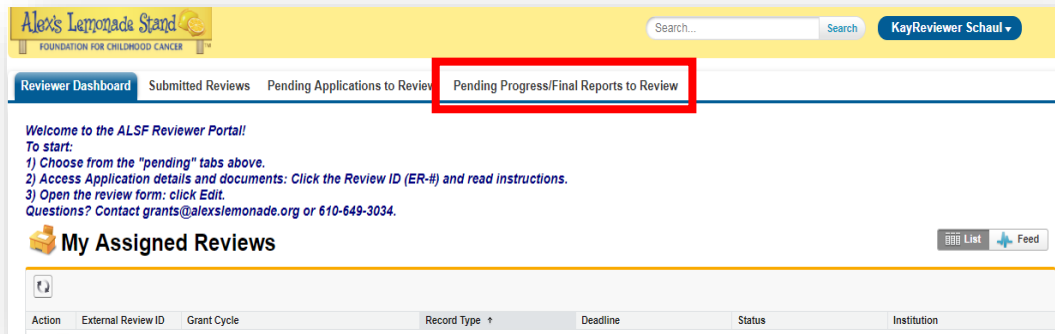 Alex's Lemonade Stand
FOUNDATION FOR CHILDHOOD CANCER
Search... Search KayReviewer Schaul
Reviewer Dashboard Submitted Reviews Pending Applications to Review Pending Progress/Final Reports to Review
Welcome to the ALSF Reviewer Portal!
To start:
1) Choose from the "pending" tabs above.
2) Access Application details and documents: Click the Review ID (ER-#) and read instructions.
3) Open the review form: click Edit.
Questions? Contact grants@alexslemonade.org or 610-649-3034.
My Assigned Reviews
List Feed
Action External Review ID Grant Cycle Record Type ↑ Deadline Status Institution